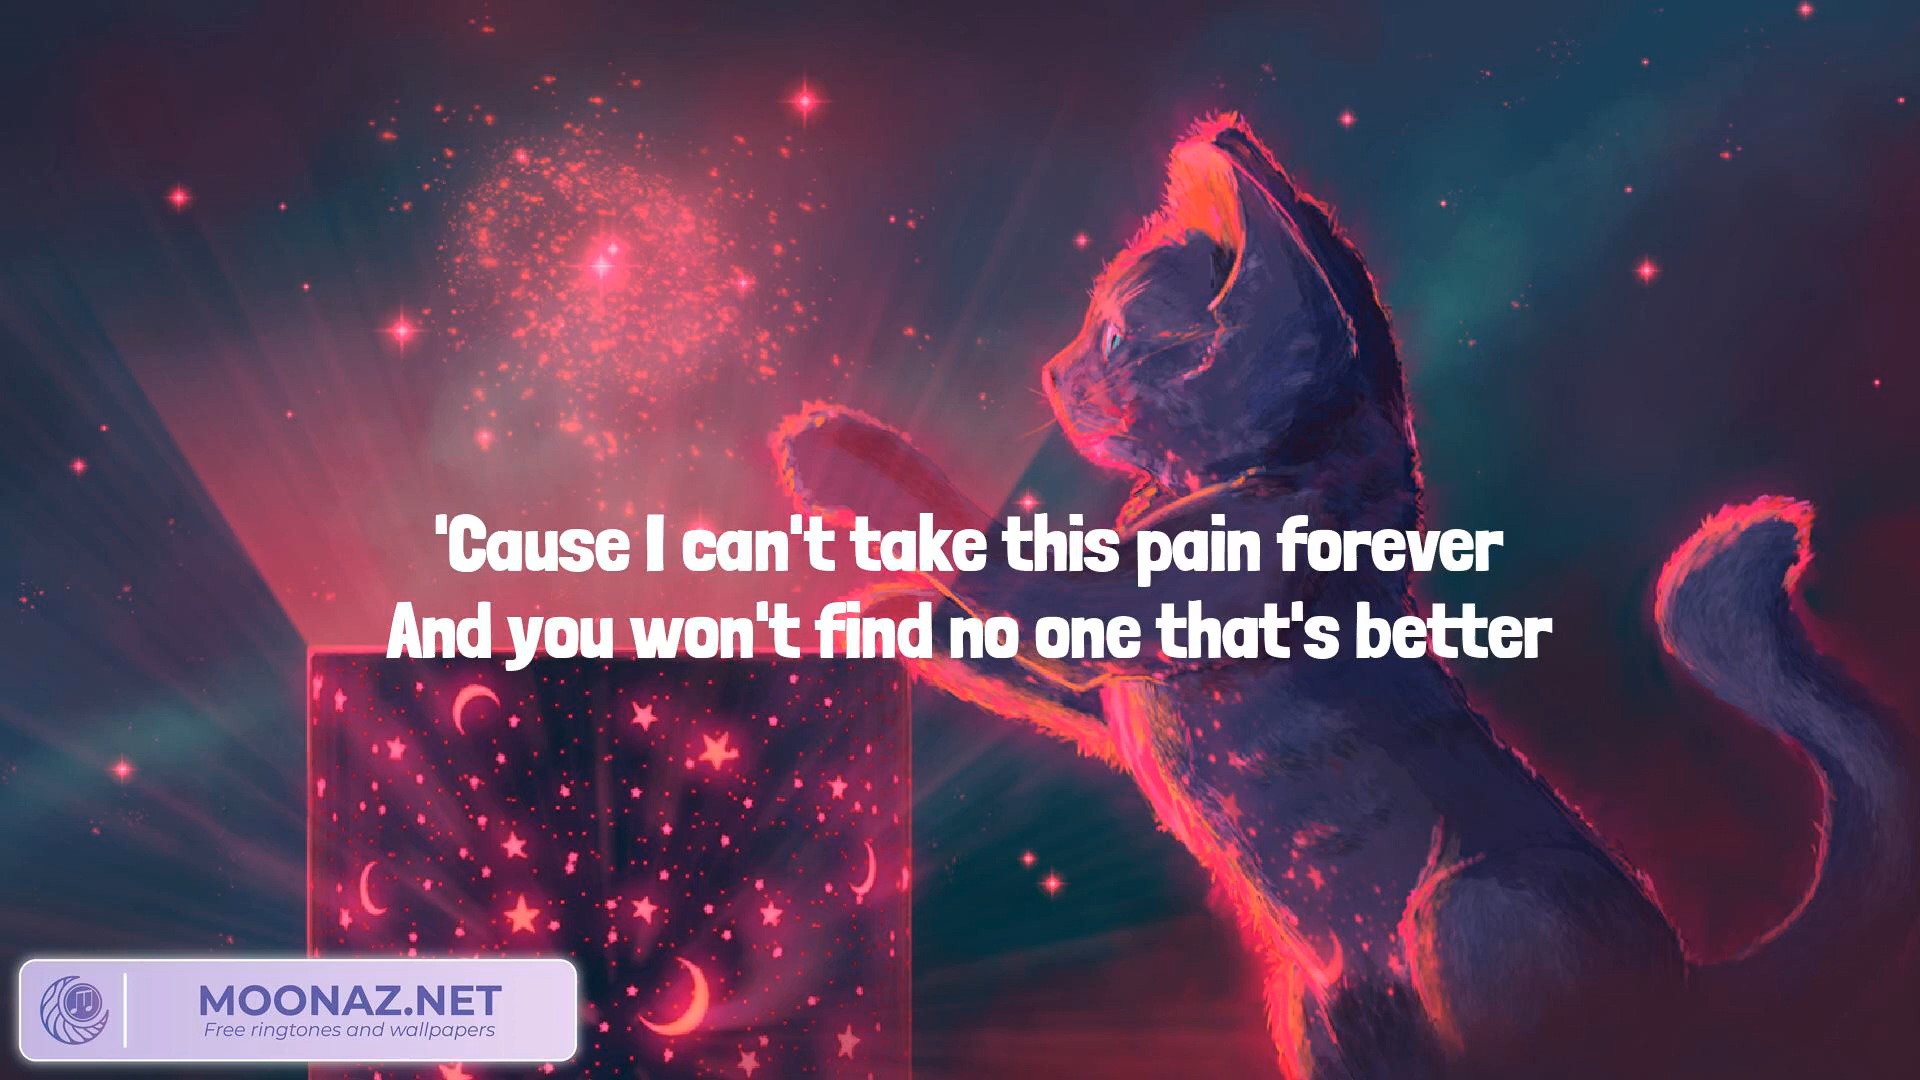 'Cause I can't take this pain forever
And you won't find no one that's better
MOONAZ.NET
Free ringtones and wallpapers